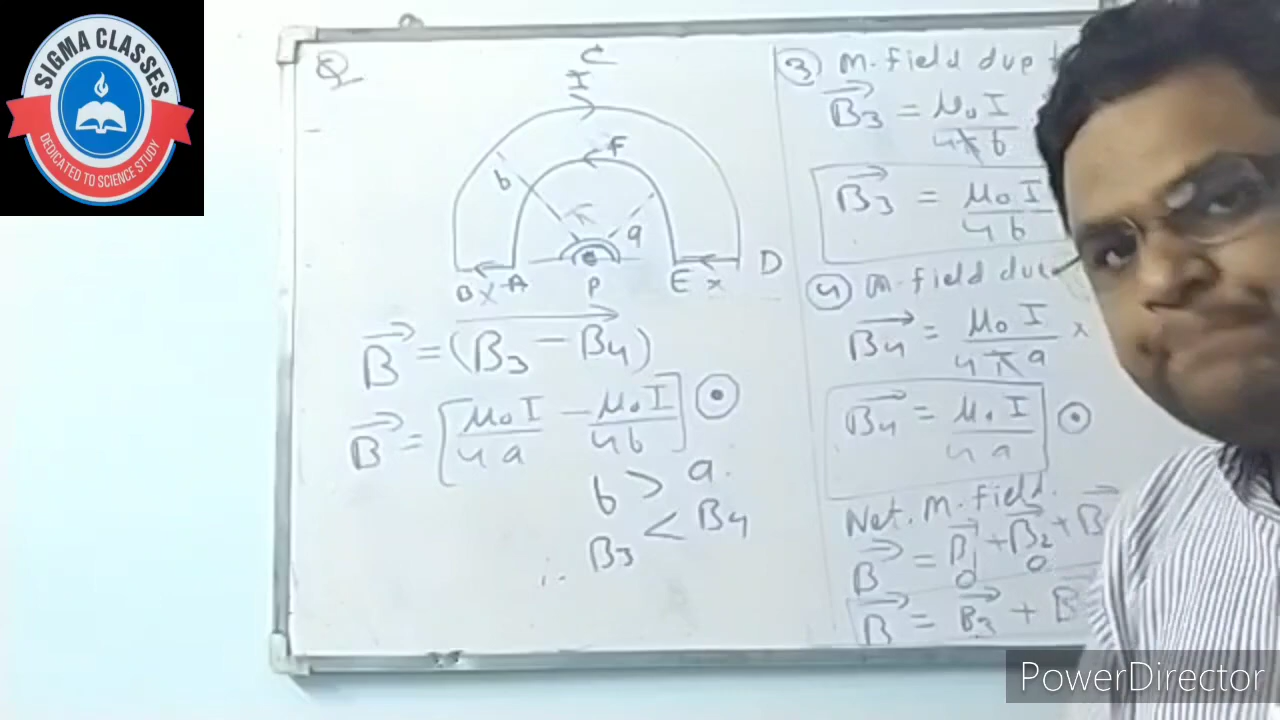 SIGMA CLASSES
DEDICATED TO SCIENCE STUDY
Q
C
I
F
b
π
a
B X A P E x D
B⃗ = (B₃ − B₄)
B⃗ = [μ₀I/4a − μ₀I/4b] ⊙
b > a.
∴ B₃ < B₄
3) M.field due
B₃⃗ = μ₀I/4πb
B₃⃗ = μ₀I/4b
4) M.field due
B₄⃗ = μ₀I/4πa ×
B₄⃗ = μ₀I/4a ⊙
Net. M. field.
B⃗ = B₁⃗ + B₂⃗ + B⃗
0 0
B⃗ = B₃⃗ + B
PowerDirector